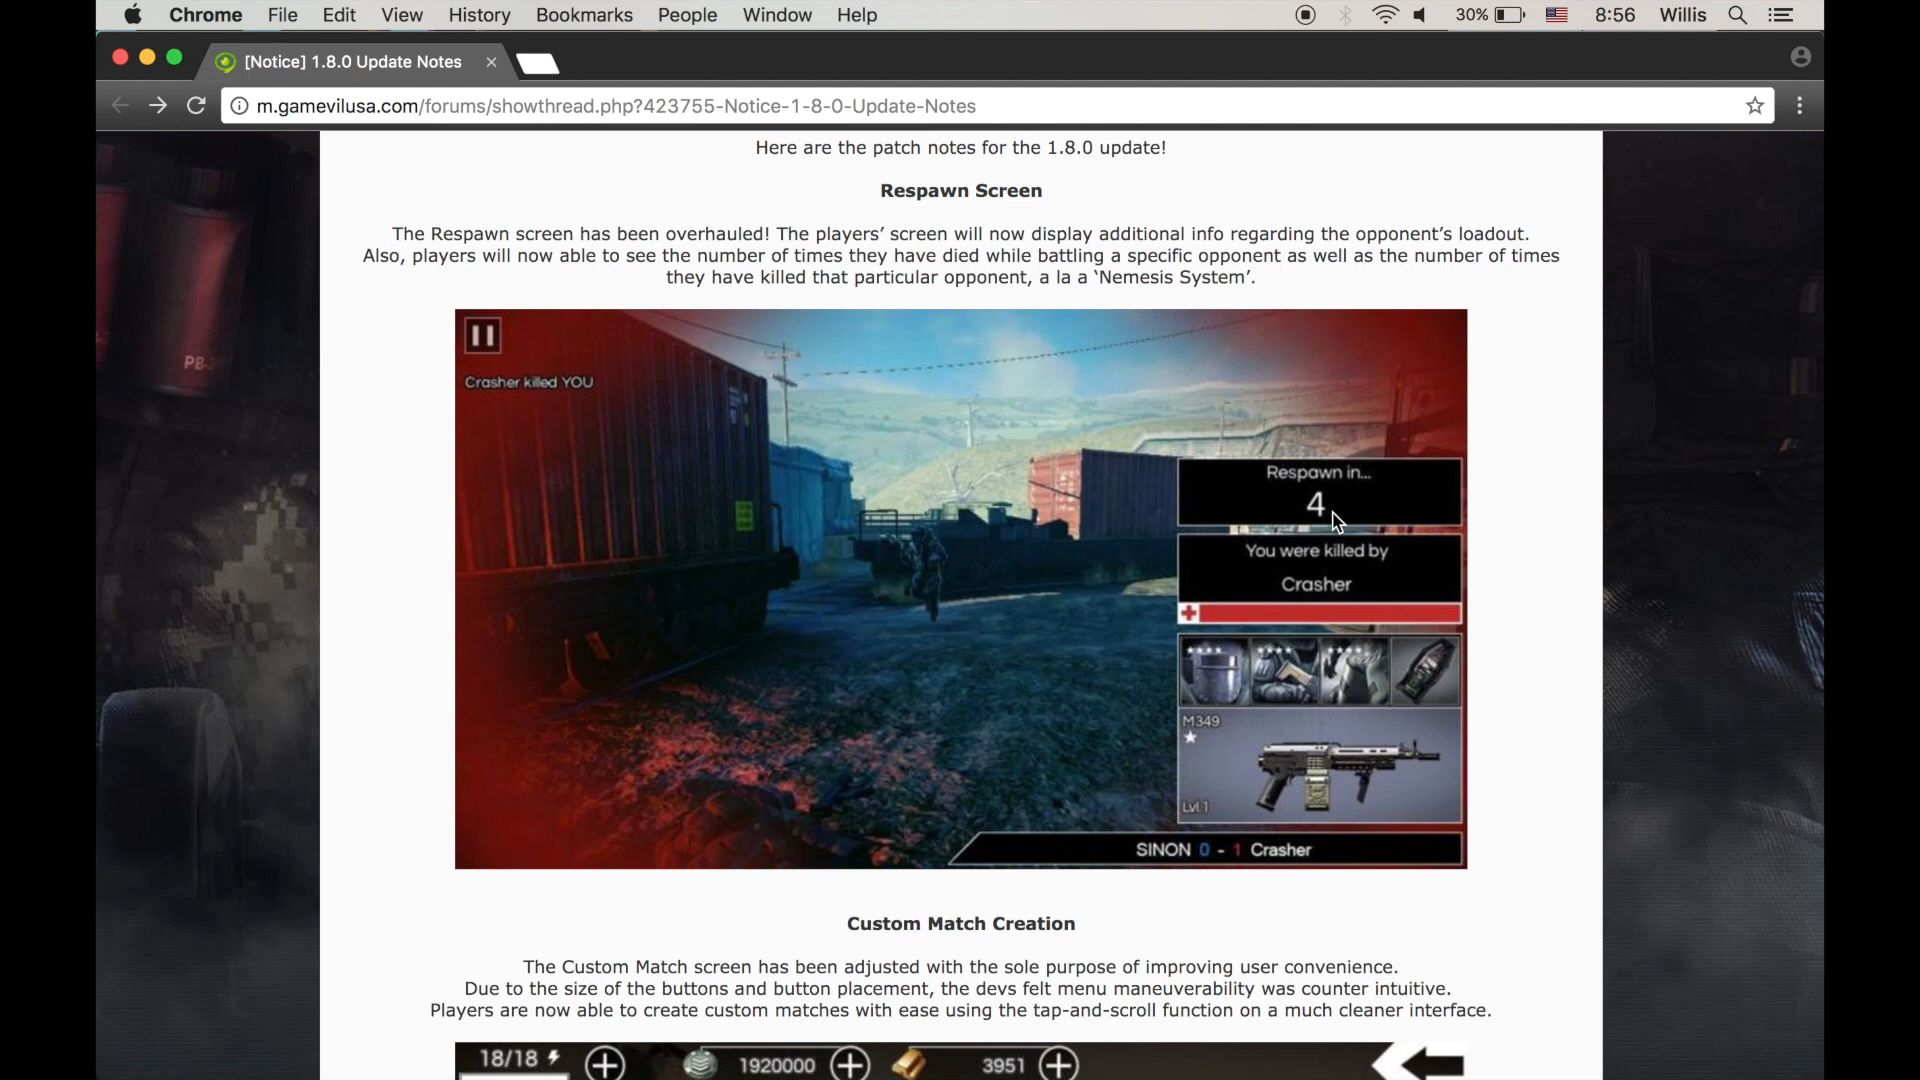 Chrome File Edit View History Bookmarks People Window Help 30% 8:56 Willis
[Notice] 1.8.0 Update Notes
m.gamevilusa.com/forums/showthread.php?423755-Notice-1-8-0-Update-Notes
Here are the patch notes for the 1.8.0 update!
Respawn Screen
The Respawn screen has been overhauled! The players’ screen will now display additional info regarding the opponent’s loadout.
Also, players will now able to see the number of times they have died while battling a specific opponent as well as the number of times
they have killed that particular opponent, a la a ‘Nemesis System’.
Crasher killed YOU
Respawn in...
4
You were killed by
Crasher
M349
Lvl.1
SINON 0 - 1 Crasher
Custom Match Creation
The Custom Match screen has been adjusted with the sole purpose of improving user convenience.
Due to the size of the buttons and button placement, the devs felt menu maneuverability was counter intuitive.
Players are now able to create custom matches with ease using the tap-and-scroll function on a much cleaner interface.
18/18 1920000 3951